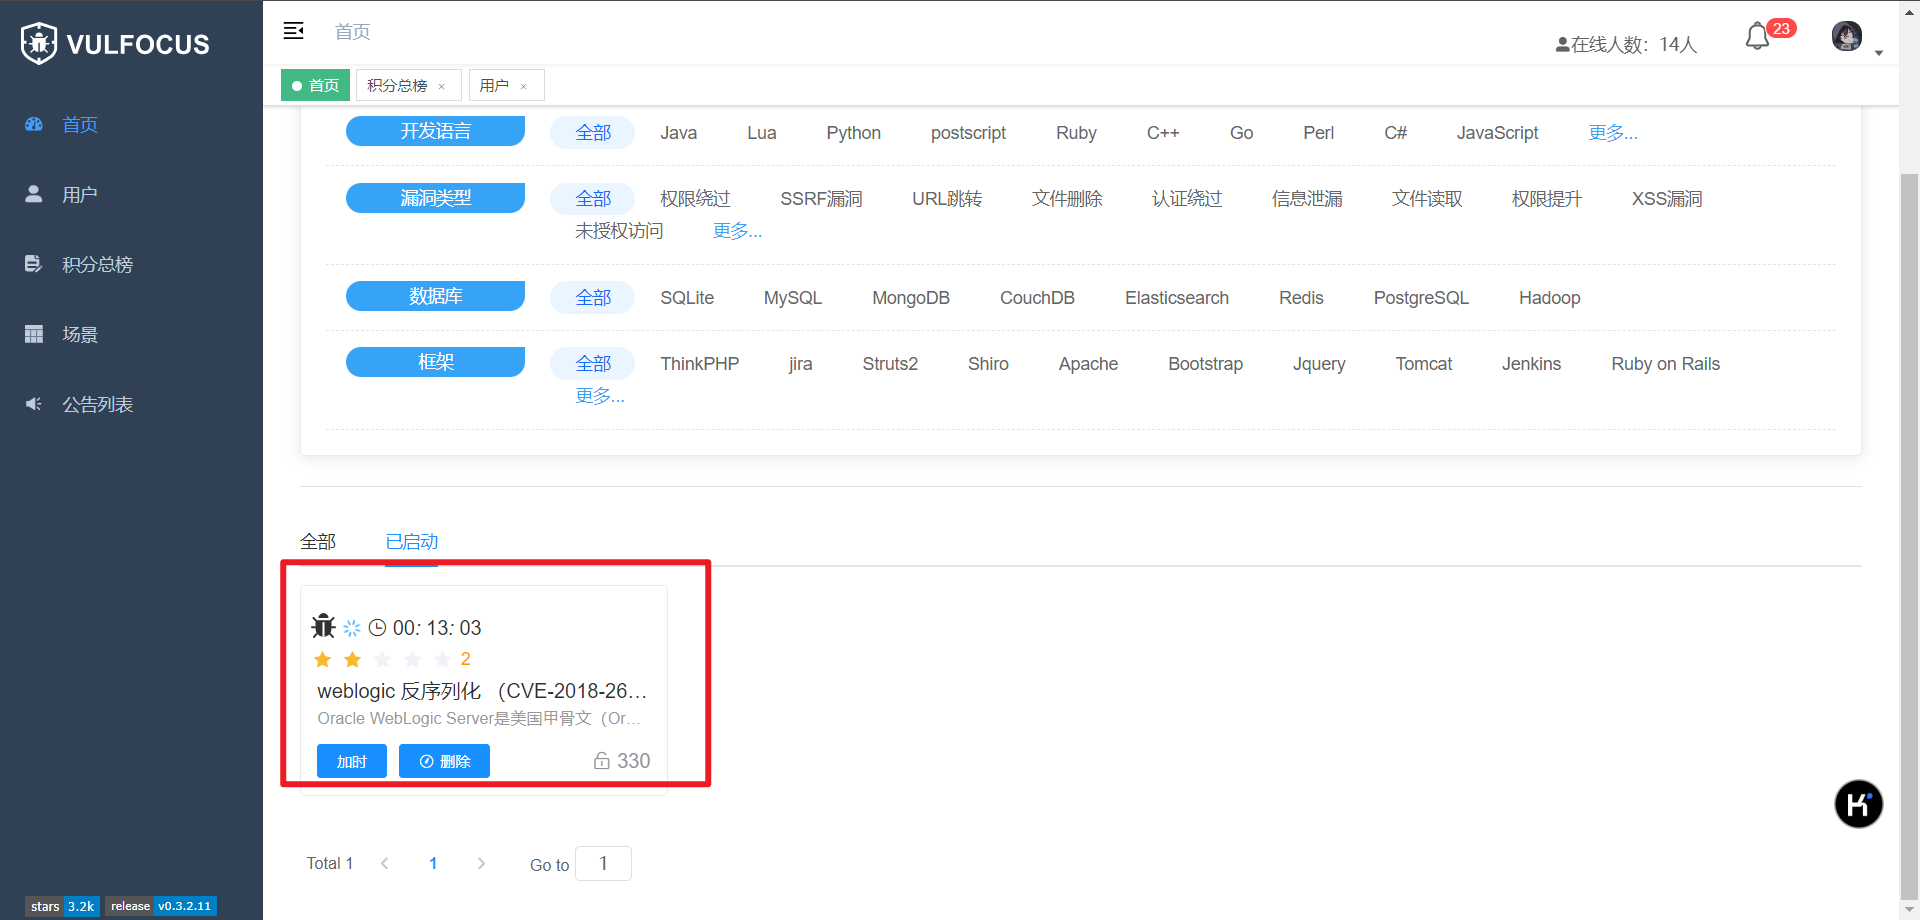 VULFOCUS
首页
用户
积分总榜
场景
公告列表
stars 3.2k release v0.3.2.11
首页
在线人数：14人
23
首页 积分总榜 × 用户 ×
开发语言 全部 Java Lua Python postscript Ruby C++ Go Perl C# JavaScript 更多...
漏洞类型 全部 权限绕过 SSRF漏洞 URL跳转 文件删除 认证绕过 信息泄漏 文件读取 权限提升 XSS漏洞
未授权访问 更多...
数据库 全部 SQLite MySQL MongoDB CouchDB Elasticsearch Redis PostgreSQL Hadoop
框架 全部 ThinkPHP jira Struts2 Shiro Apache Bootstrap Jquery Tomcat Jenkins Ruby on Rails
更多...
全部 已启动
00: 13: 03
2
weblogic 反序列化 （CVE-2018-26...
Oracle WebLogic Server是美国甲骨文（Or...
加时 删除 330
Total 1 1 Go to 1
K